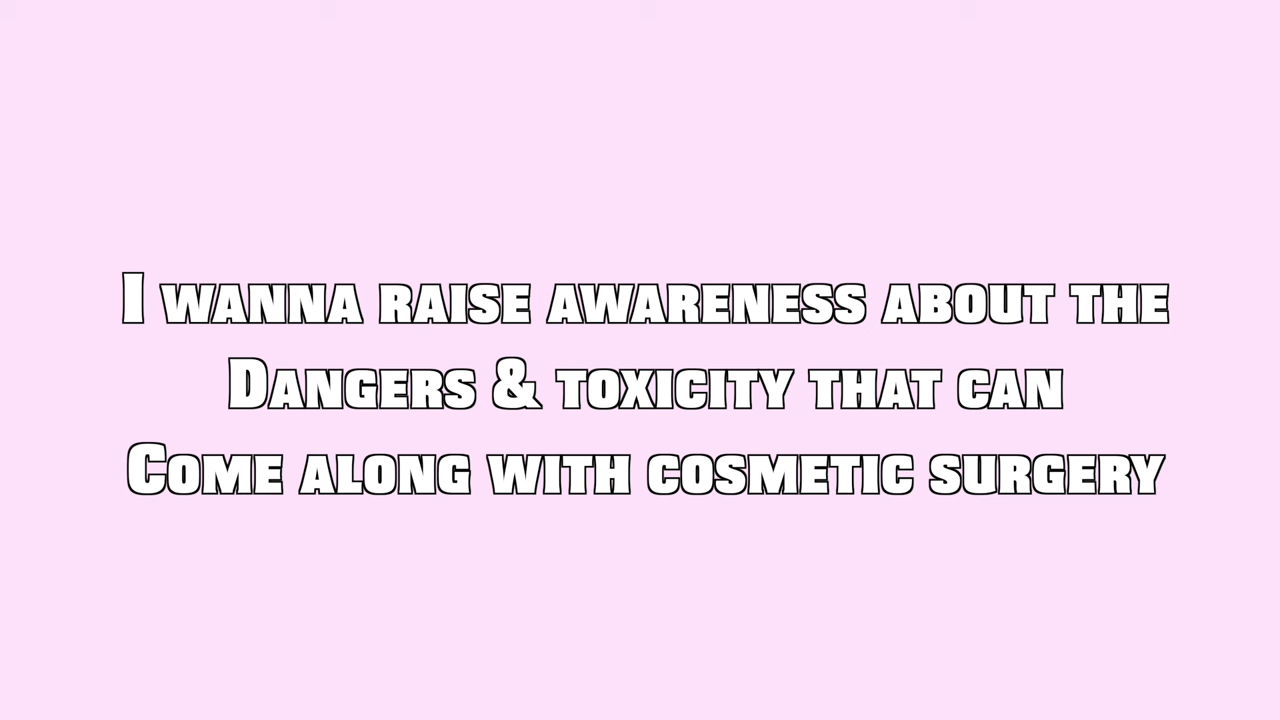 I wanna raise awareness about the
Dangers & toxicity that can
Come along with cosmetic surgery